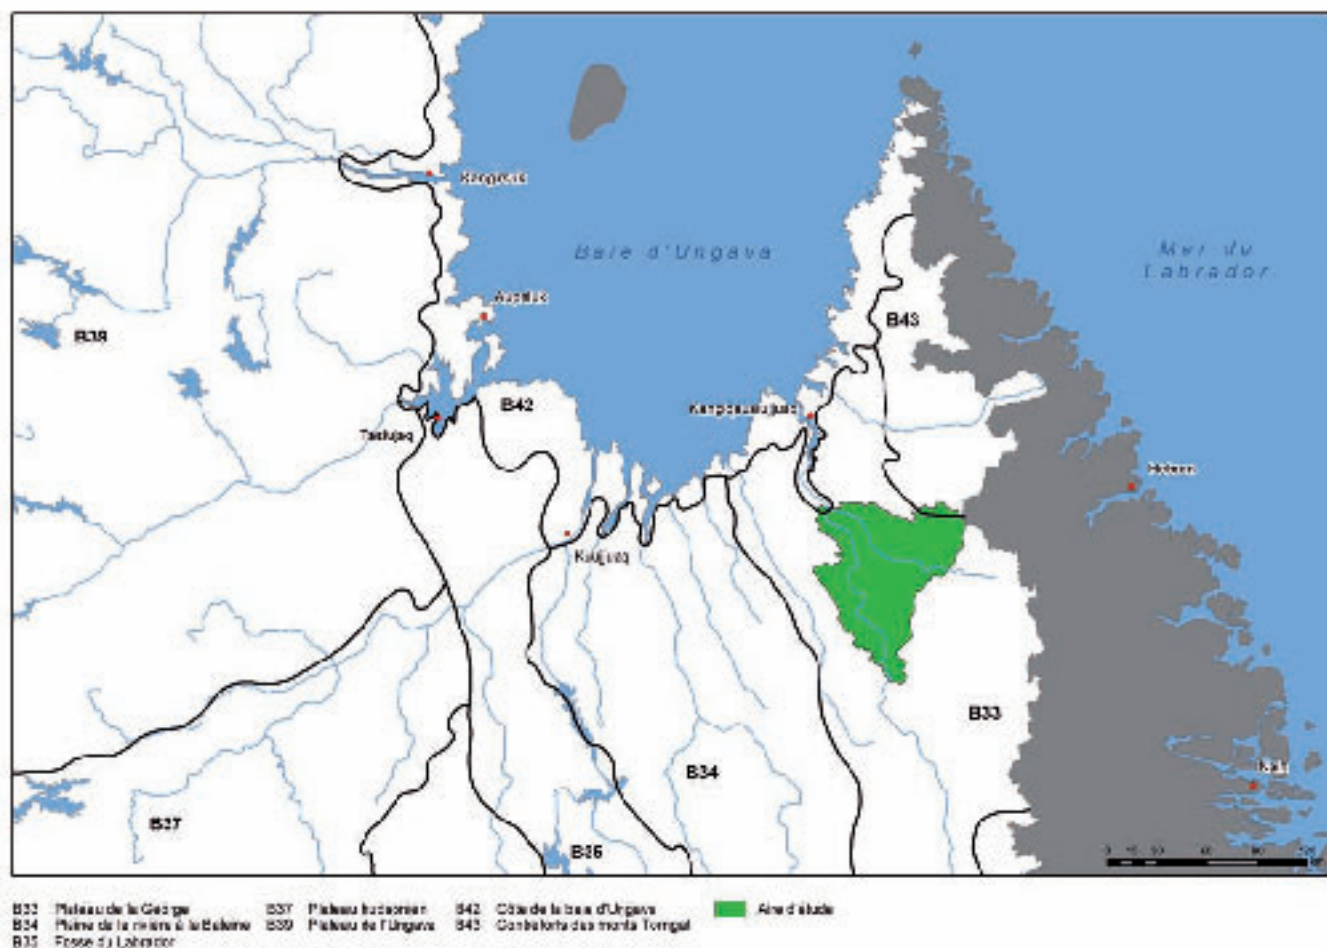 Kangirsuk
Baie d'Ungava
Mer du
Labrador
Aupaluk
B39
B43
B42
Kangiqsualujjuaq
Tasiujaq
Hebron
Kuujjuaq
B33
B34
Nain
B37
B35
0
B33 Plateau de la George
B34 Plaine de la rivière à la Baleine
B35 Fosse du Labrador
B37 Plateau hudsonien
B39 Plateau de l'Ungava
B42 Côte de la baie d'Ungava
B43 Contreforts des monts Torngat
Aire d'étude